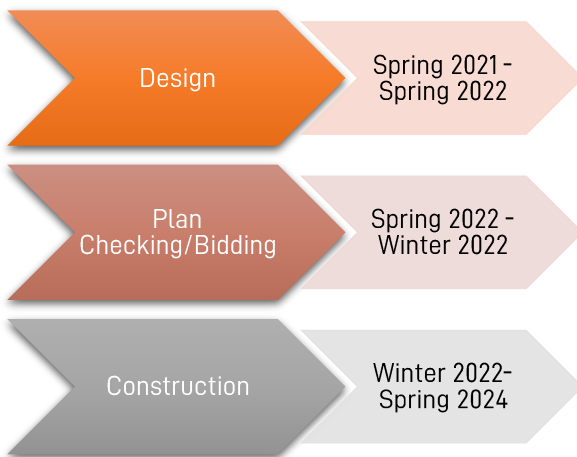 Design
Spring 2021 -
Spring 2022
Plan
Checking/Bidding
Spring 2022 -
Winter 2022
Construction
Winter 2022-
Spring 2024